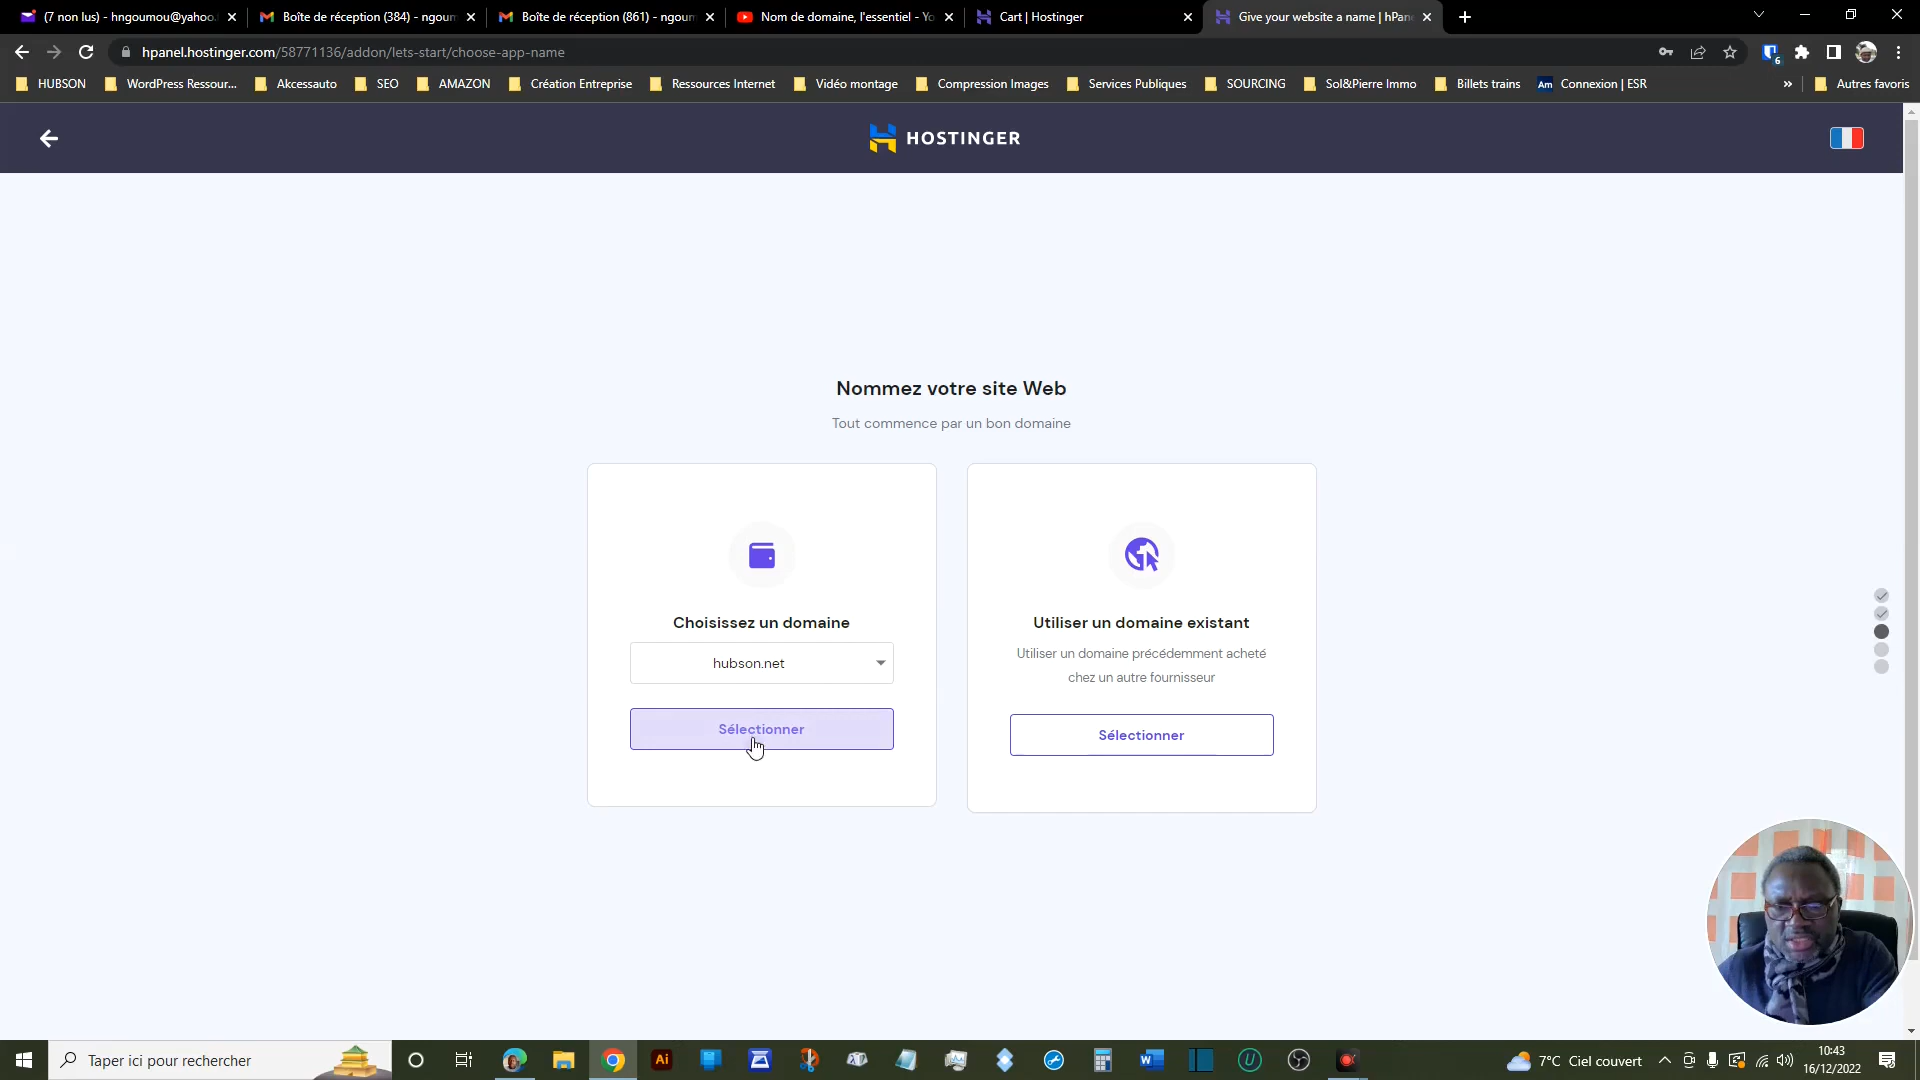 (7 non lus) - hngoumou@yahoo.
Boîte de réception (384) - ngoum
Boîte de réception (861) - ngoum
Nom de domaine, l'essentiel - Yo
Cart | Hostinger
Give your website a name | hPan
hpanel.hostinger.com/58771136/addon/lets-start/choose-app-name
6
HUBSON
WordPress Ressour...
Akcessauto
SEO
AMAZON
Création Entreprise
Ressources Internet
Vidéo montage
Compression Images
Services Publiques
SOURCING
Sol&Pierre Immo
Billets trains
Am
Connexion | ESR
»
Autres favoris
HOSTINGER
Nommez votre site Web
Tout commence par un bon domaine
Choisissez un domaine
hubson.net
Sélectionner
Utiliser un domaine existant
Utiliser un domaine précédemment acheté
chez un autre fournisseur
Sélectionner
Taper ici pour rechercher
Ai
7°C Ciel couvert
10:43
16/12/2022